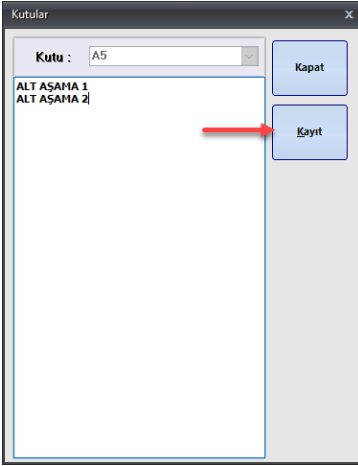 Kutular x
Kutu : A5
Kapat
ALT AŞAMA 1
ALT AŞAMA 2
Kayıt